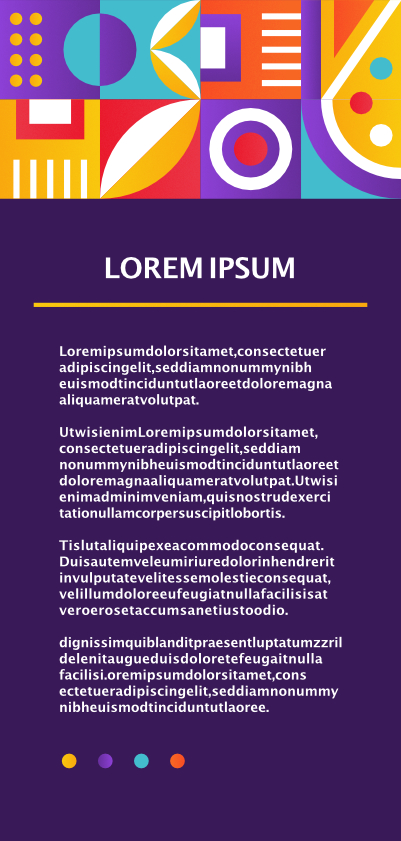 LOREM IPSUM
Loremipsumdolorsitamet,consectetuer
adipiscingelit,seddiamnonummynibh
euismodtinciduntutlaoreetdoloremagna
aliquameratvolutpat.
UtwisienimLoremipsumdolorsitamet,
consectetueradipiscingelit,seddiam
nonummynibheuismodtinciduntutlaoreet
doloremagnaaliquameratvolutpat.Utwisi
enimadminimveniam,quisnostrudexerci
tationullamcorpersuscipitlobortis.
Tislutaliquipexeacommodoconsequat.
Duisautemveleumiriuredolorinhendrerit
invulputatevelitessemolestieconsequat,
velillumdoloreeufeugiatnullafacilisisat
veroerosetaccumsanetiustoodio.
dignissimquiblanditpraesentluptatumzzril
delenitaugueduisdoloretefeugaitnulla
facilisi.oremipsumdolorsitamet,cons
ectetueradipiscingelit,seddiamnonummy
nibheuismodtinciduntutlaoree.